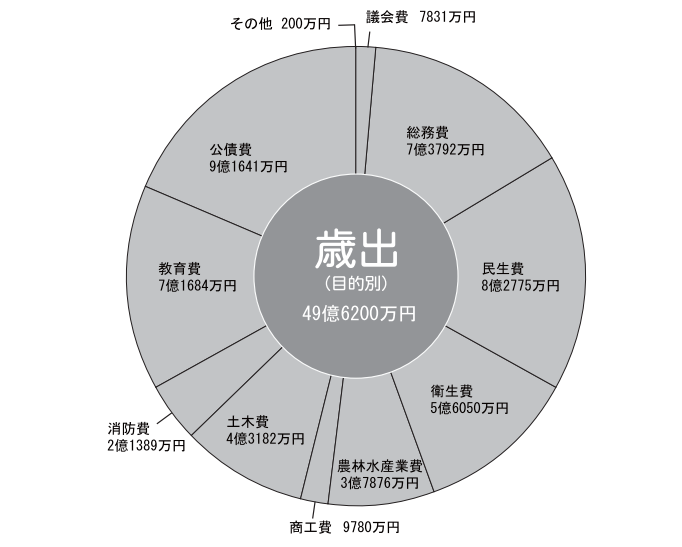 その他 200万円
議会費 7831万円
総務費
7億3792万円
公債費
9億1641万円
歳出
(目的別)
49億6200万円
民生費
8億2775万円
教育費
7億1684万円
衛生費
5億6050万円
土木費
4億3182万円
消防費
2億1389万円
農林水産業費
3億7876万円
商工費 9780万円